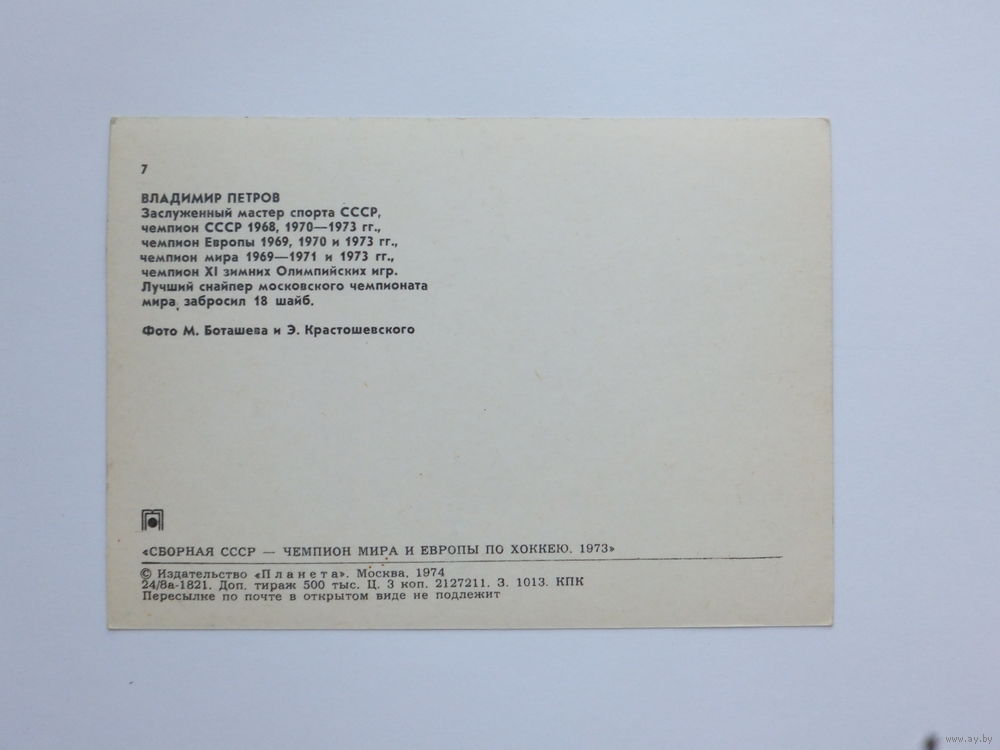 7
ВЛАДИМИР ПЕТРОВ
Заслуженный мастер спорта СССР,
чемпион СССР 1968, 1970—1973 гг.,
чемпион Европы 1969, 1970 и 1973 гг.,
чемпион мира 1969—1971 и 1973 гг.,
чемпион XI зимних Олимпийских игр.
Лучший снайпер московского чемпионата
мира, забросил 18 шайб.
Фото М. Боташева и Э. Крастошевского
«СБОРНАЯ СССР — ЧЕМПИОН МИРА И ЕВРОПЫ ПО ХОККЕЮ. 1973»
© Издательство «Планета». Москва, 1974
24/8а-1821. Доп. тираж 500 тыс. Ц. 3 коп. 2127211. З. 1013. КПК
Пересылке по почте в открытом виде не подлежит
www.ay.by